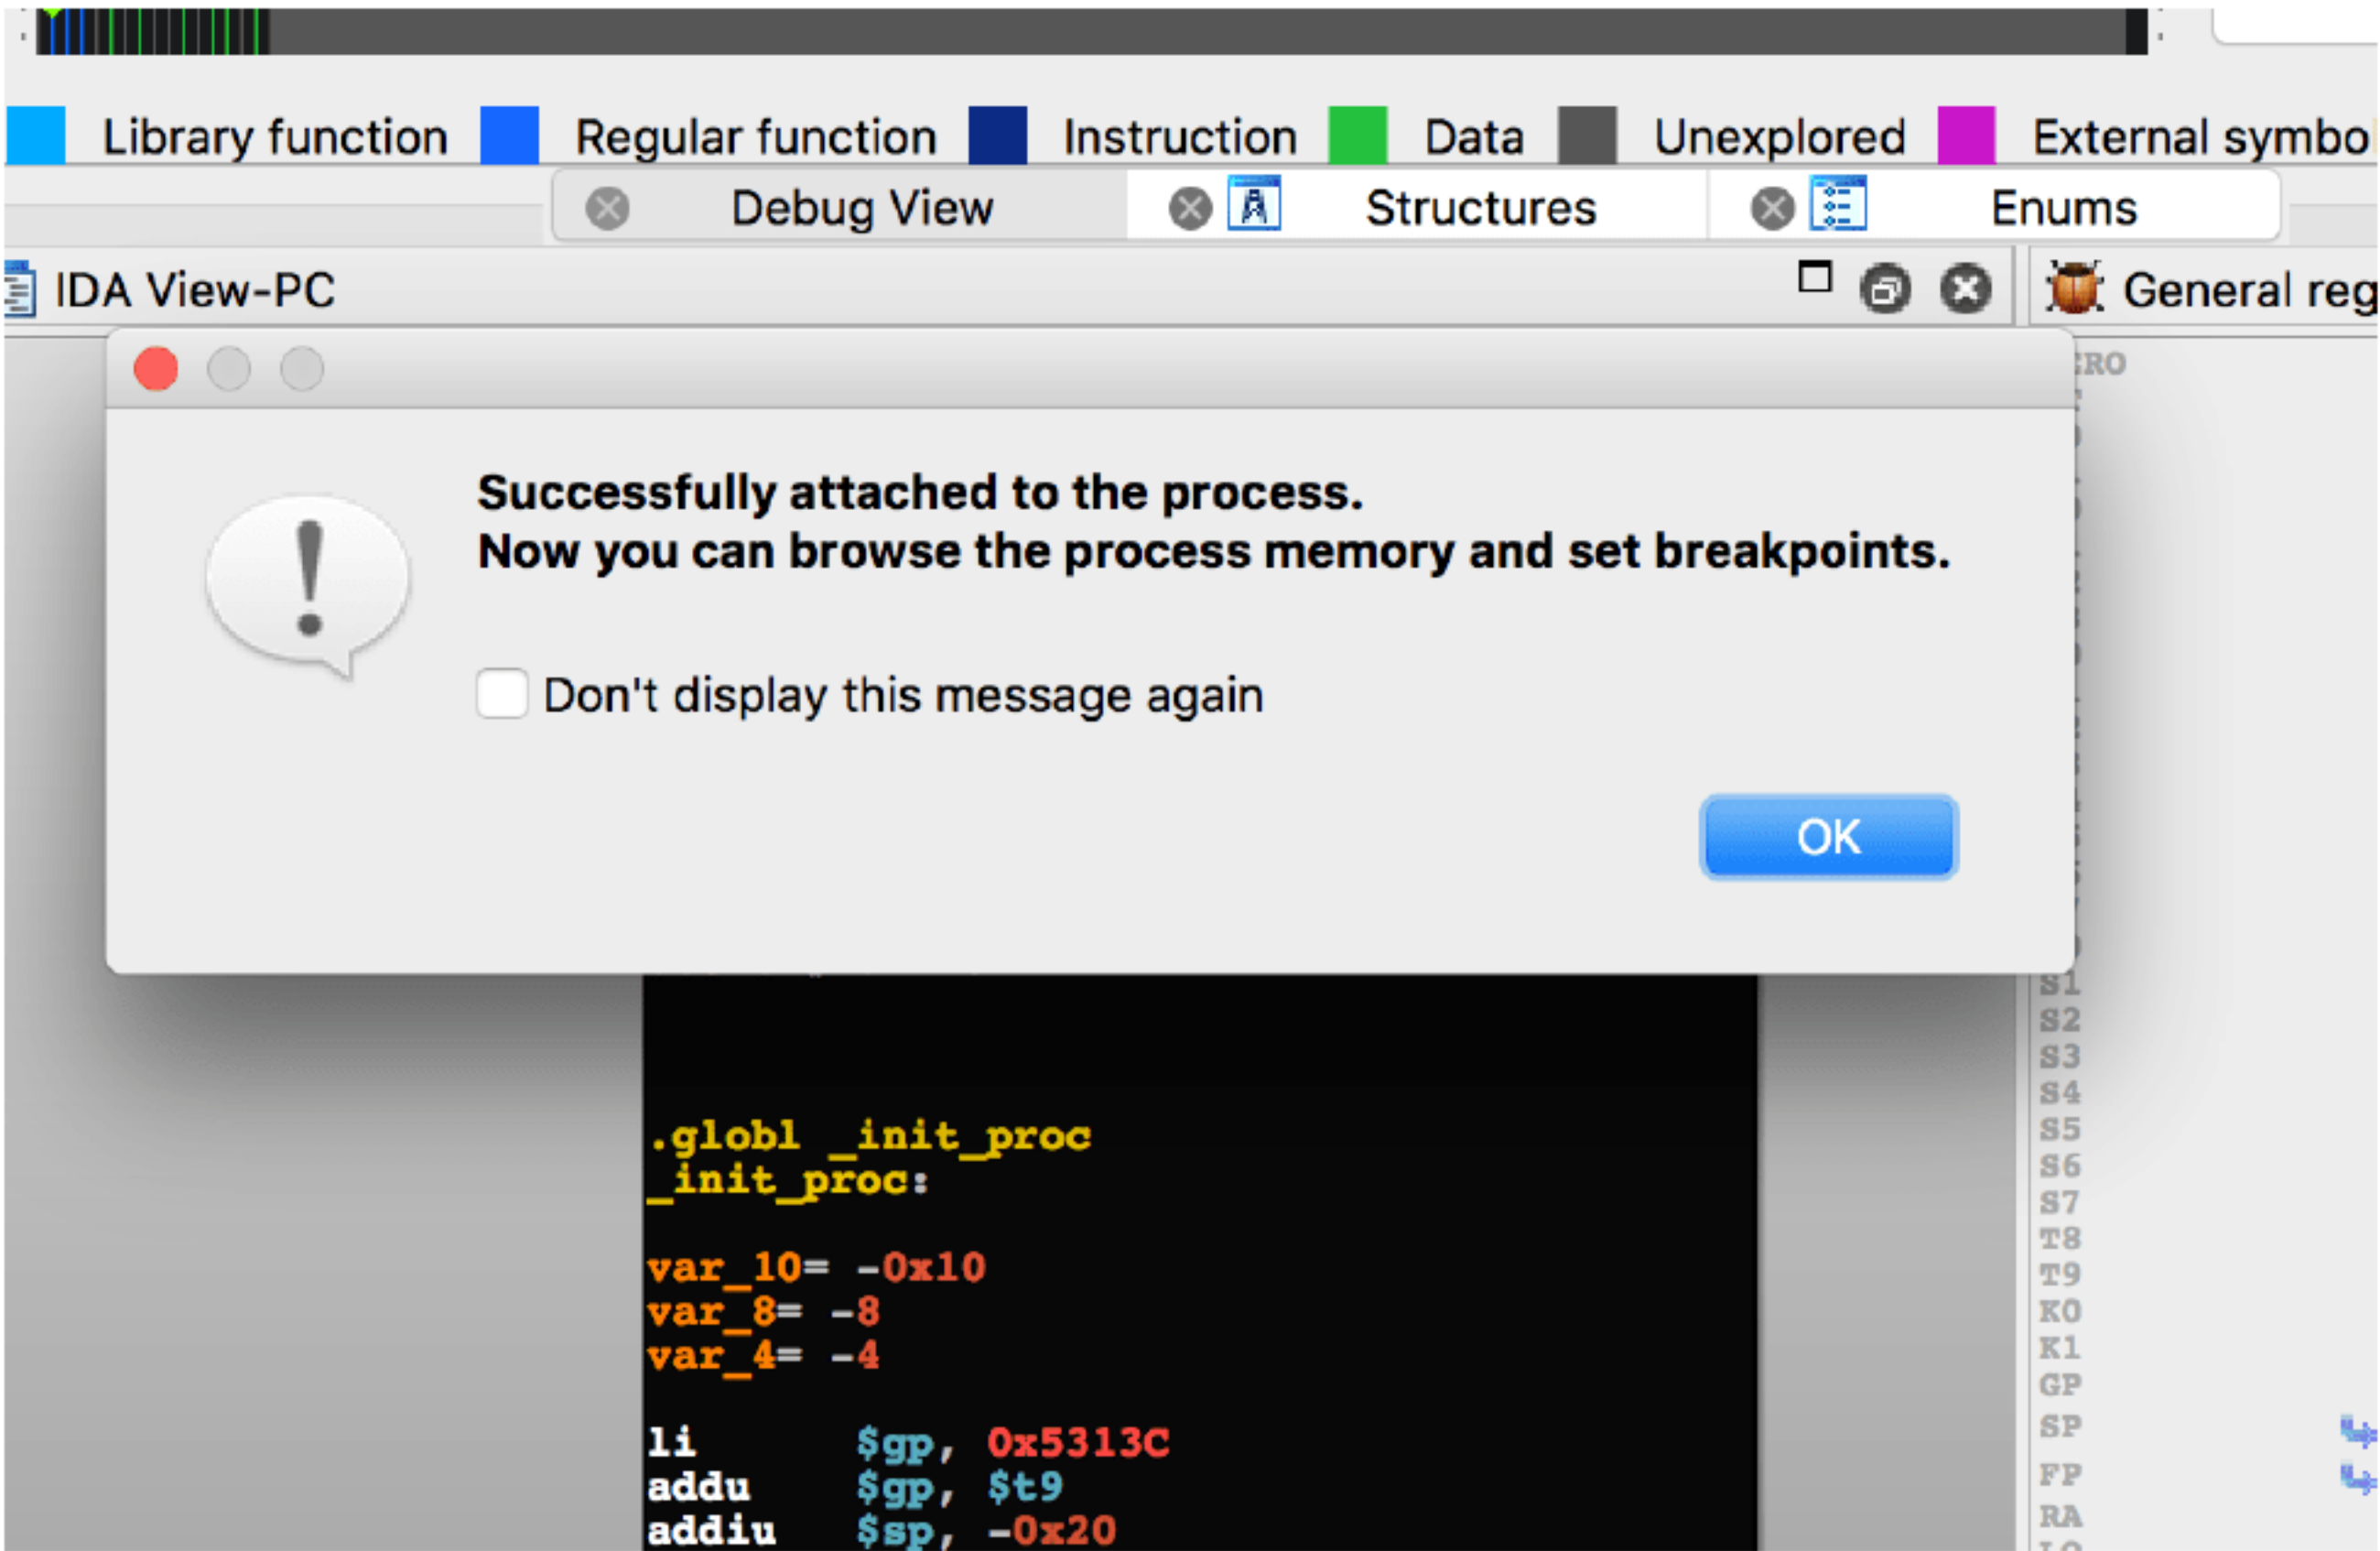 Library function Regular function Instruction Data Unexplored External symbo
Debug View Structures Enums
IDA View-PC General reg
Successfully attached to the process.
Now you can browse the process memory and set breakpoints.
Don't display this message again
OK
.globl _init_proc
_init_proc:
var_10= -0x10
var_8= -8
var_4= -4
li $gp, 0x5313C
addu $gp, $t9
addiu $sp, -0x20
RO
S1
S2
S3
S4
S5
S6
S7
T8
T9
K0
K1
GP
SP
FP
RA